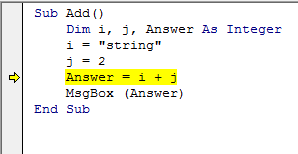 Sub Add()
Dim i, j, Answer As Integer
i = "string"
j = 2
Answer = i + j
MsgBox (Answer)
End Sub